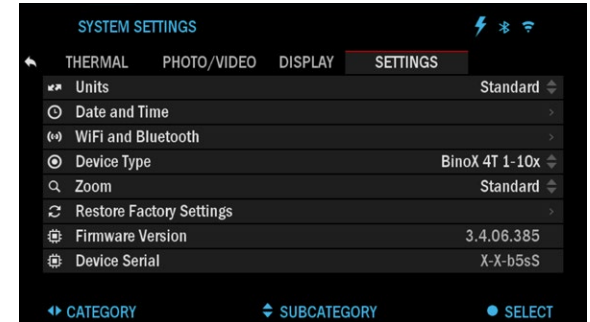 SYSTEM SETTINGS
THERMAL PHOTO/VIDEO DISPLAY SETTINGS
Units Standard
Date and Time
WiFi and Bluetooth
Device Type BinoX 4T 1-10x
Zoom Standard
Restore Factory Settings
Firmware Version 3.4.06.385
Device Serial X-X-b5sS
CATEGORY SUBCATEGORY SELECT